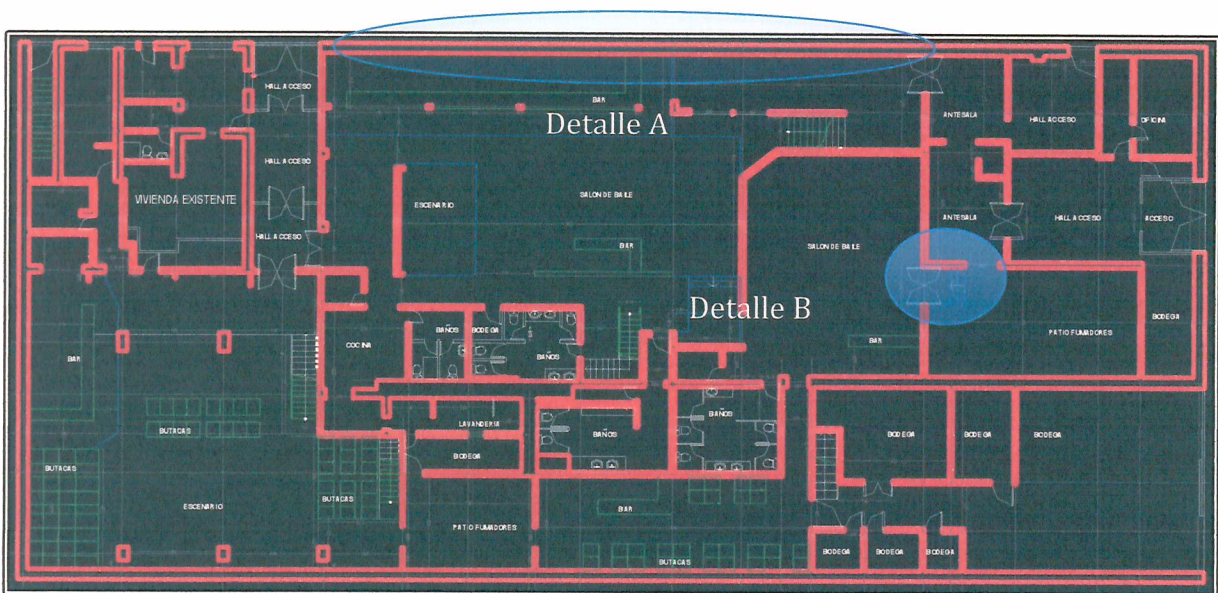 HALL ACCESO
BAR
Detalle A
ANTESALA
HALL ACCESO
OFICINA
HALL ACCESO
VIVIENDA EXISTENTE
ESCENARIO
SALON DE BAILE
ANTESALA
HALL ACCESO
ACCESO
HALL ACCESO
BAR
SALON DE BAILE
Detalle B
BAÑOS
BODEGA
BAÑOS
COCINA
BAR
BAR
PATIO FUMADORES
BODEGA
BUTACAS
LAVANDERIA
BAÑOS
BAÑOS
BODEGA
BODEGA
BODEGA
BODEGA
BUTACAS
BUTACAS
ESCENARIO
BAR
PATIO FUMADORES
BODEGA
BODEGA
BODEGA
BUTACAS